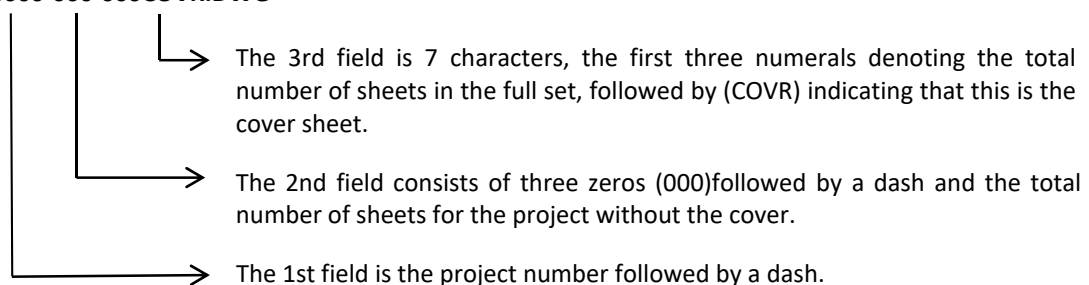 The 3rd field is 7 characters, the first three numerals denoting the total
number of sheets in the full set, followed by (COVR) indicating that this is the
cover sheet.
The 2nd field consists of three zeros (000)followed by a dash and the total
number of sheets for the project without the cover.
The 1st field is the project number followed by a dash.